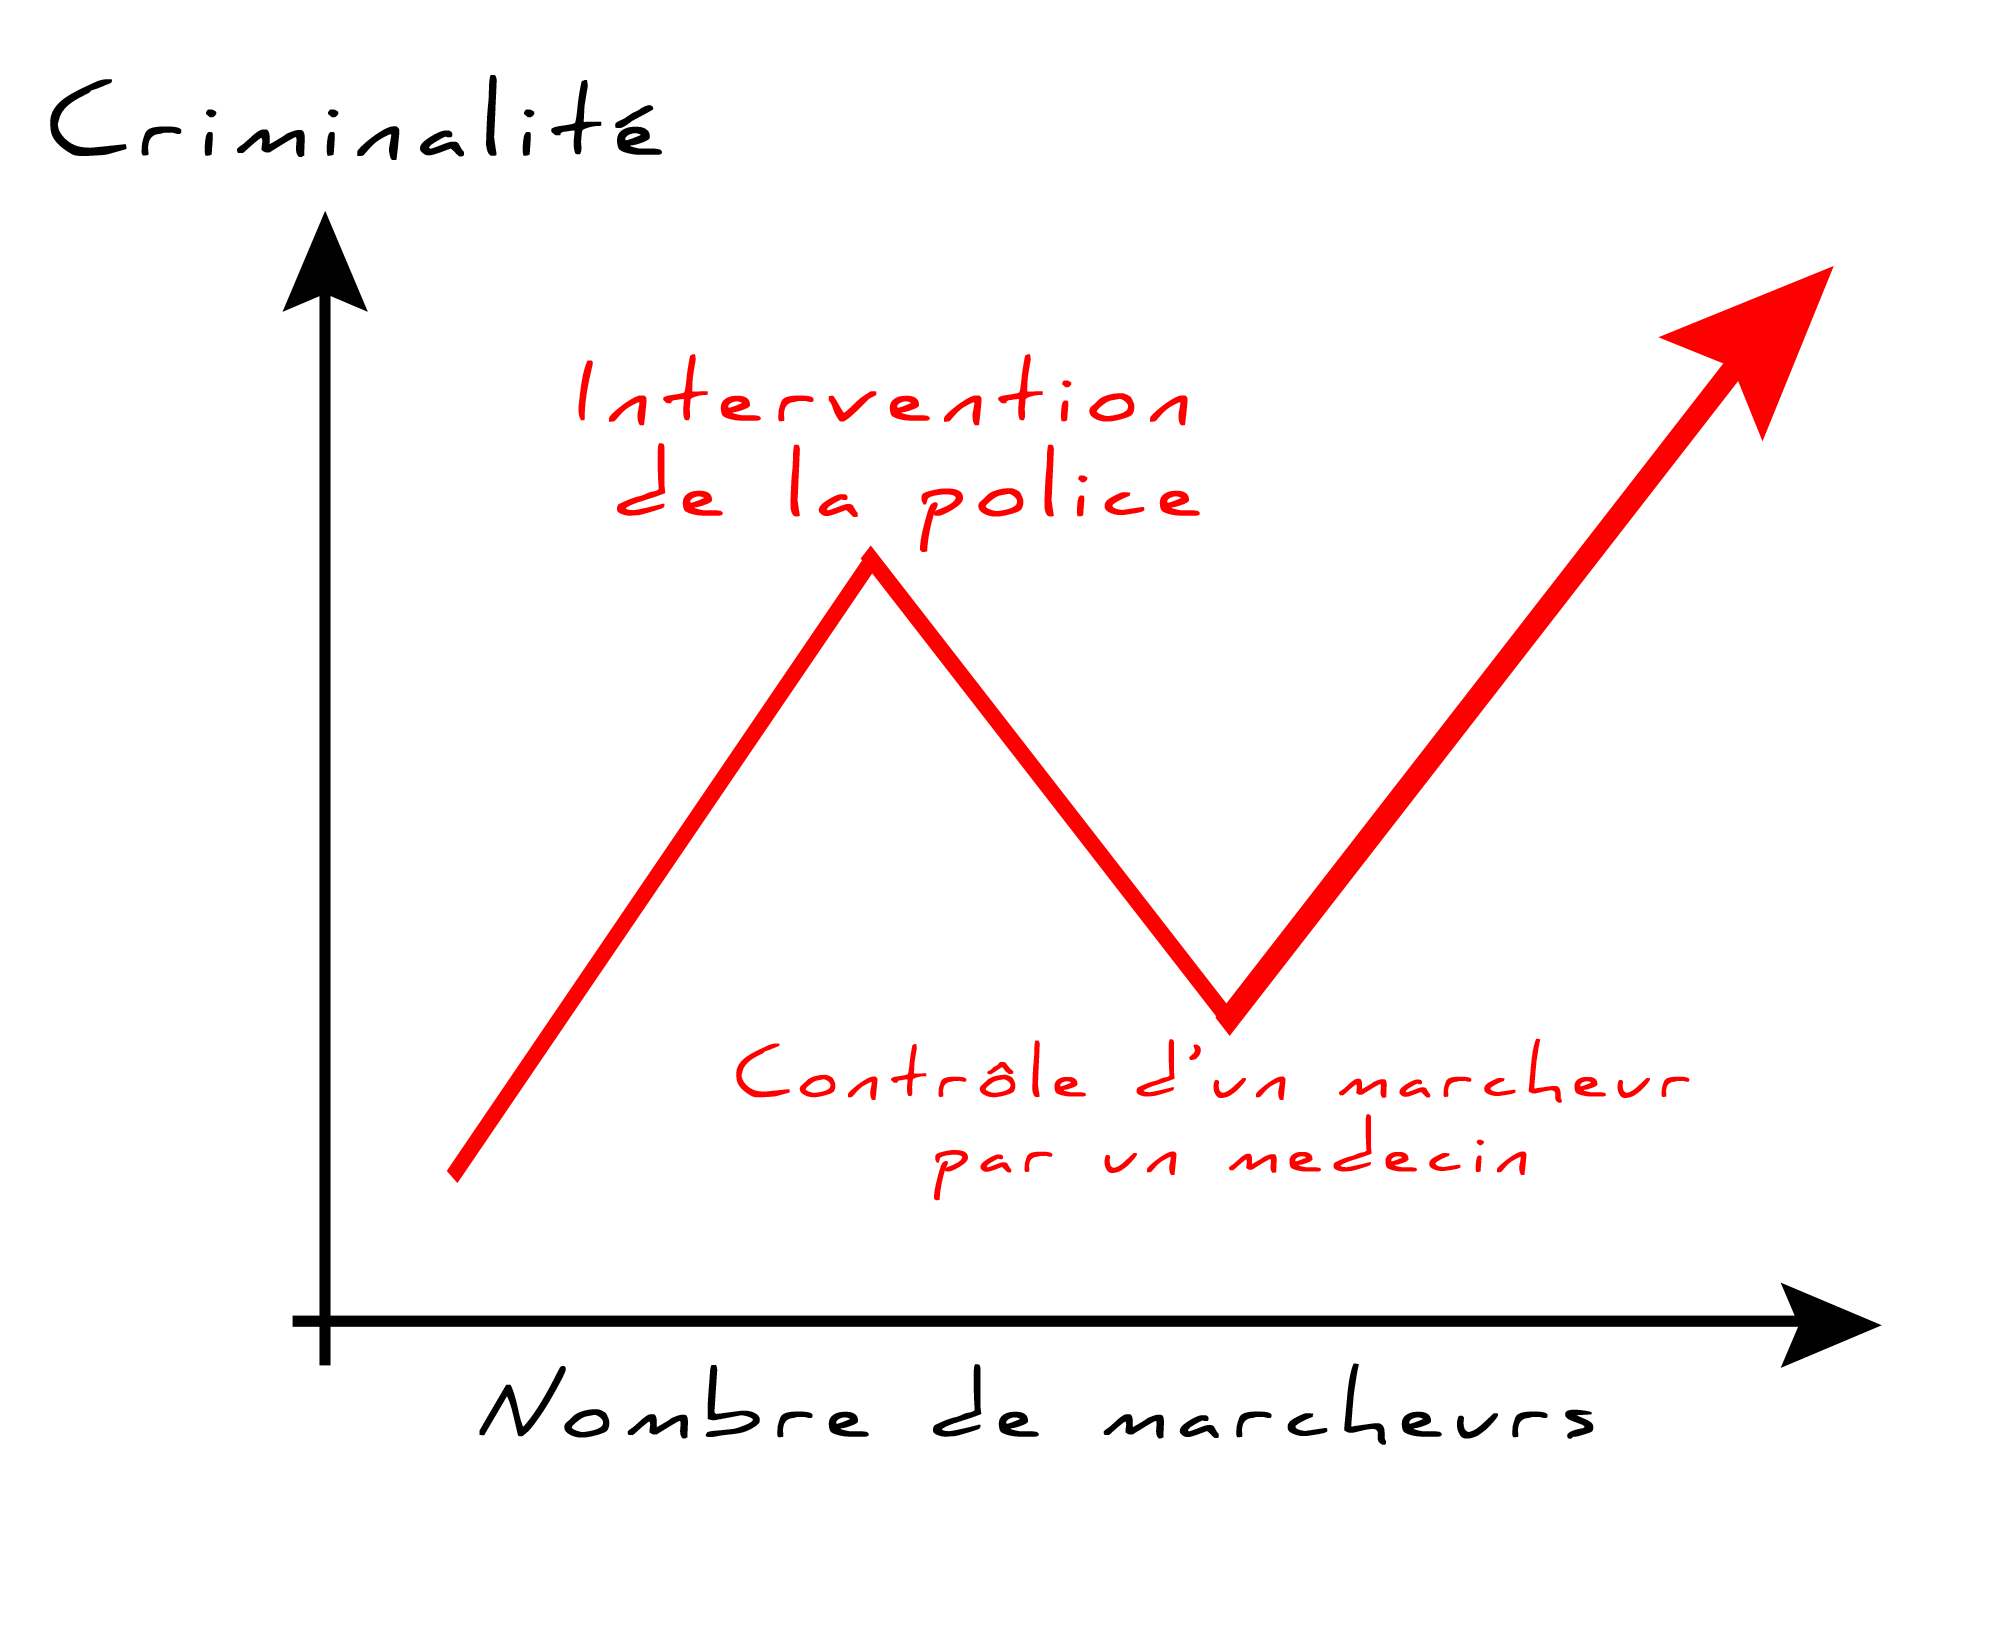 Criminalité
Intervention
de la police
Contrôle d'un marcheur
par un medecin
Nombre de marcheurs